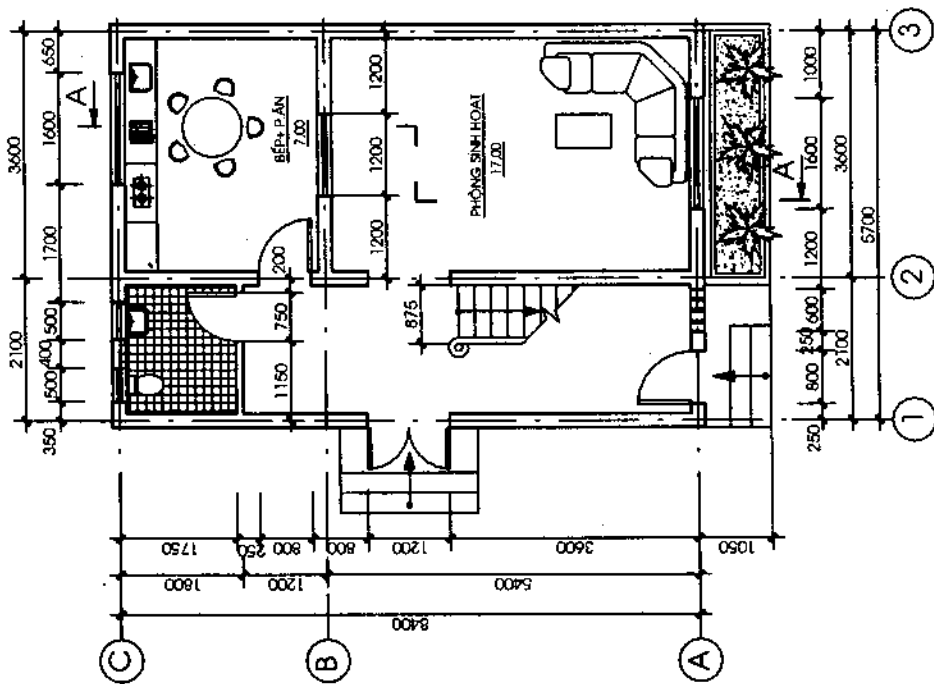 2100 3600
350 500 400 500 1700 1600 650
A
BẾP+ P.ĂN
7.00
1150 750 200
1200 1200 1200
875
PHÒNG SINH HOẠT
17.00
A
250 800 250 600 1200 1600 1000
2100 3600
5700
1 2 3
1750 250 800 800 1200 3600 1050
1800 1200 5400
8400
C B A